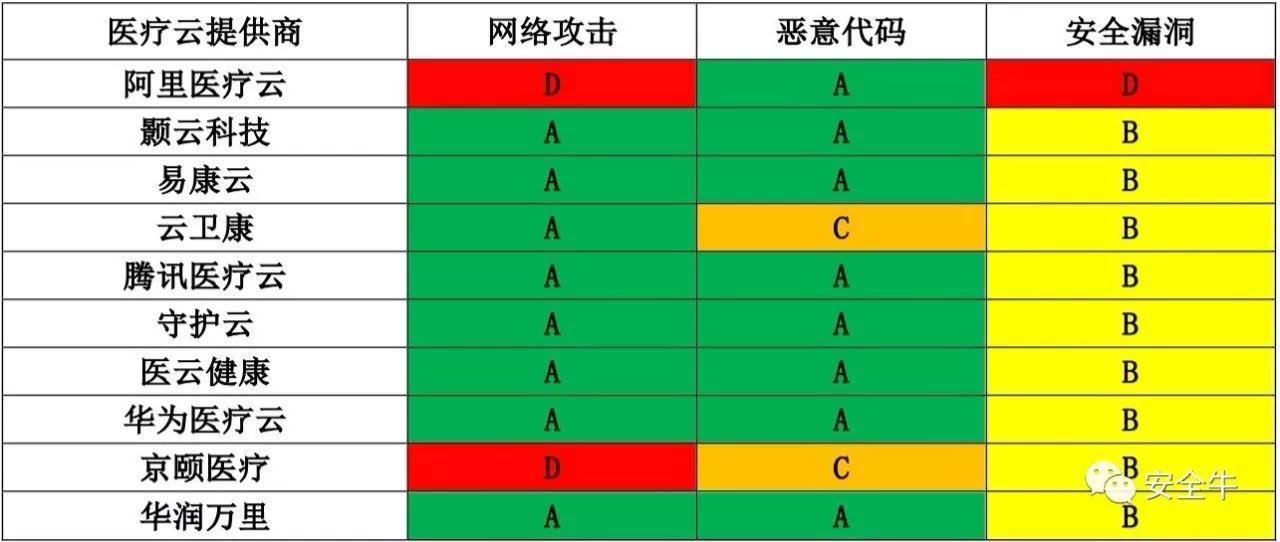 医疗云提供商 网络攻击 恶意代码 安全漏洞
阿里医疗云 D A D
颢云科技 A A B
易康云 A A B
云卫康 A C B
腾讯医疗云 A A B
守护云 A A B
医云健康 A A B
华为医疗云 A A B
京颐医疗 D C B
安全牛
华润万里 A A B